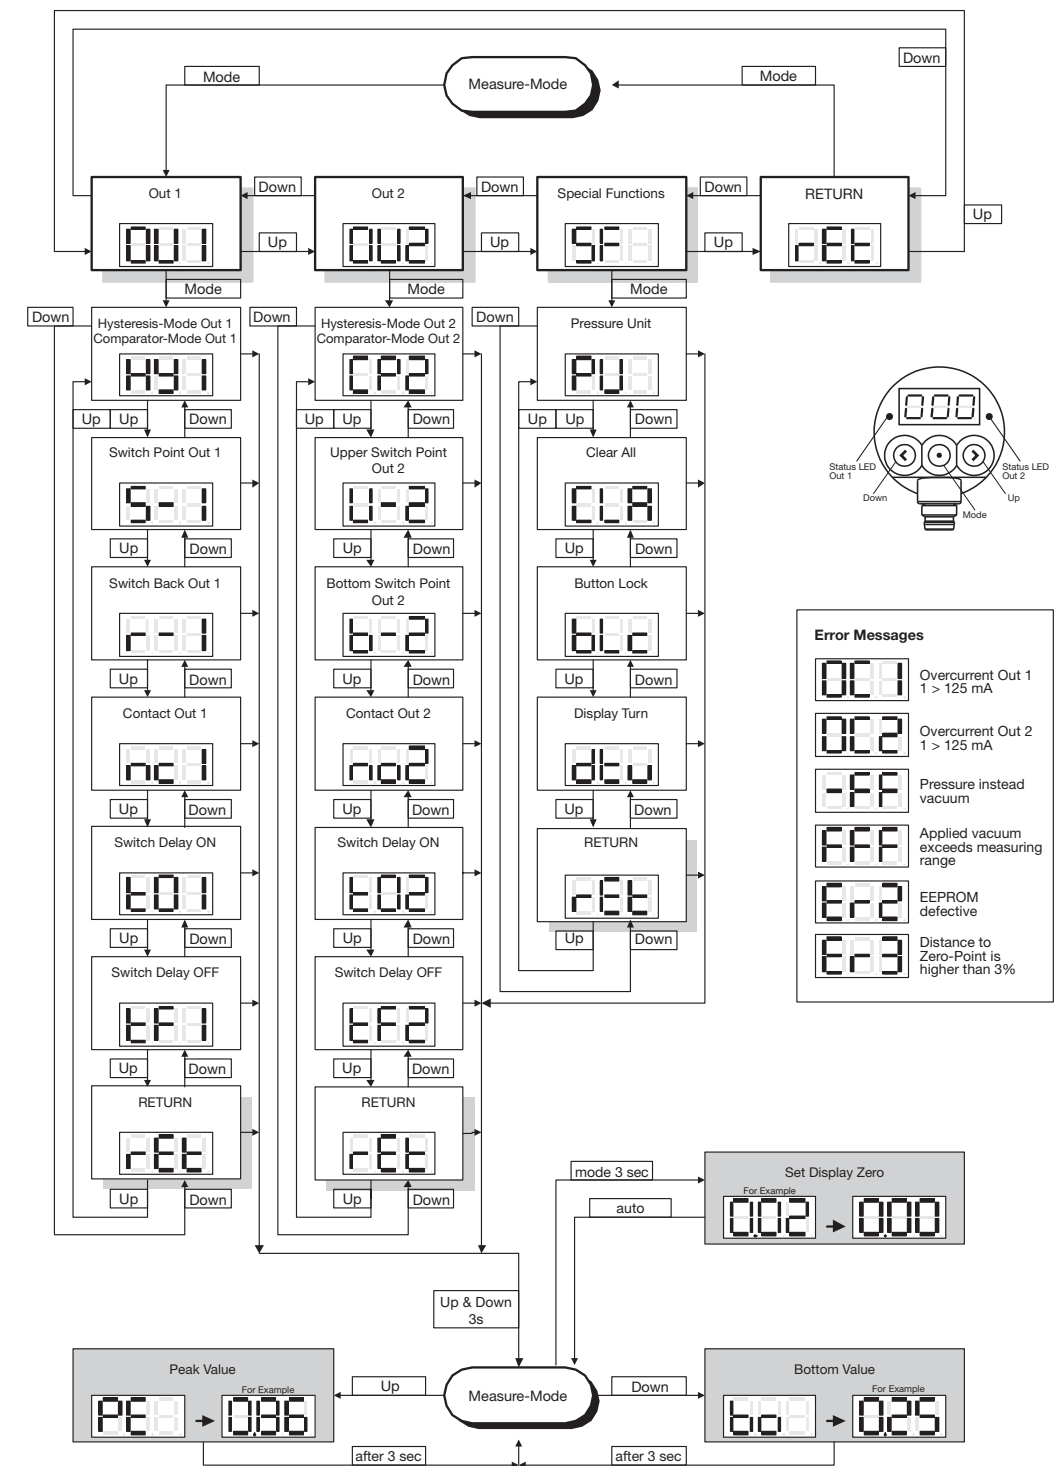 Down
Mode
Measure-Mode
Mode
Out 1
OU1
Down
Up
Out 2
OU2
Down
Up
Special Functions
SF
Down
Up
RETURN
rEt
Up
Mode
Mode
Mode
Down
Hysteresis-Mode Out 1
Comparator-Mode Out 1
HY1
Up
Up
Down
Switch Point Out 1
S-1
Up
Down
Switch Back Out 1
r-1
Up
Down
Contact Out 1
nc1
Up
Down
Switch Delay ON
tO1
Up
Down
Switch Delay OFF
tF1
Up
Down
RETURN
rEt
Up
Down
Down
Hysteresis-Mode Out 2
Comparator-Mode Out 2
CP2
Up
Up
Down
Upper Switch Point
Out 2
U-2
Up
Down
Bottom Switch Point
Out 2
b-2
Up
Down
Contact Out 2
no2
Up
Down
Switch Delay ON
tO2
Up
Down
Switch Delay OFF
tF2
Up
Down
RETURN
rEt
Up
Down
Down
Pressure Unit
PU
Up
Up
Down
Clear All
ClA
Up
Down
Button Lock
blc
Up
Down
Display Turn
dtu
Up
Down
RETURN
rEt
Up
Down
000
Status LED
Out 1
Status LED
Out 2
Down
Up
Mode
Error Messages
OC1
Overcurrent Out 1
1 > 125 mA
OC2
Overcurrent Out 2
1 > 125 mA
-FF
Pressure instead
vacuum
FFF
Applied vacuum
exceeds measuring
range
Er2
EEPROM
defective
Er3
Distance to
Zero-Point is
higher than 3%
mode 3 sec
auto
Set Display Zero
For Example
0.02
0.00
Up & Down
3s
Peak Value
For Example
PE
0.86
Up
Measure-Mode
Down
Bottom Value
For Example
bo
0.25
after 3 sec
after 3 sec